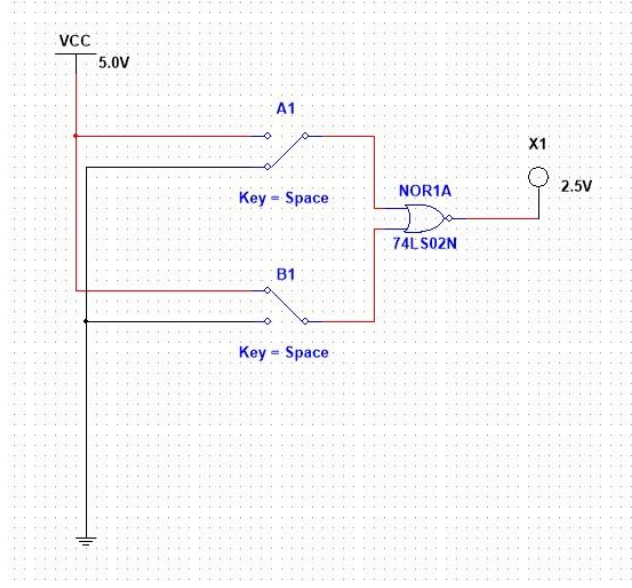 VCC
5.0V
A1
Key = Space
X1
2.5V
NOR1A
74LS02N
B1
Key = Space